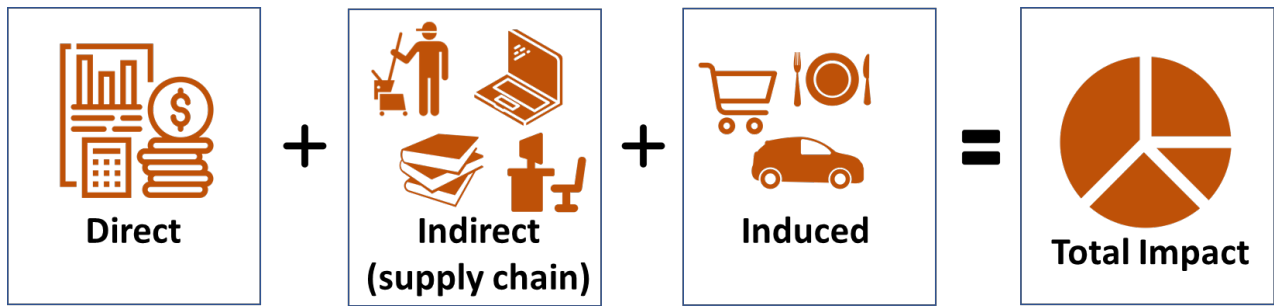 $
+
+
=
Direct
Indirect
(supply chain)
Induced
Total Impact